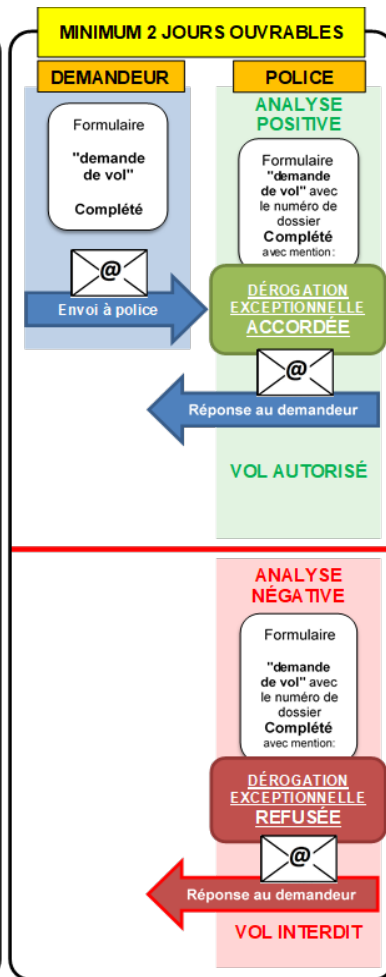 MINIMUM 2 JOURS OUVRABLES
DEMANDEUR
POLICE
Formulaire
"demande
de vol"
Complété
@
Envoi à police
ANALYSE
POSITIVE
Formulaire
"demande
de vol" avec
le numéro de
dossier
Complété
avec mention:
DÉROGATION
EXCEPTIONNELLE
ACCORDÉE
@
Réponse au demandeur
VOL AUTORISÉ
ANALYSE
NÉGATIVE
Formulaire
"demande
de vol" avec
le numéro de
dossier
Complété
avec mention:
DÉROGATION
EXCEPTIONNELLE
REFUSÉE
@
Réponse au demandeur
VOL INTERDIT